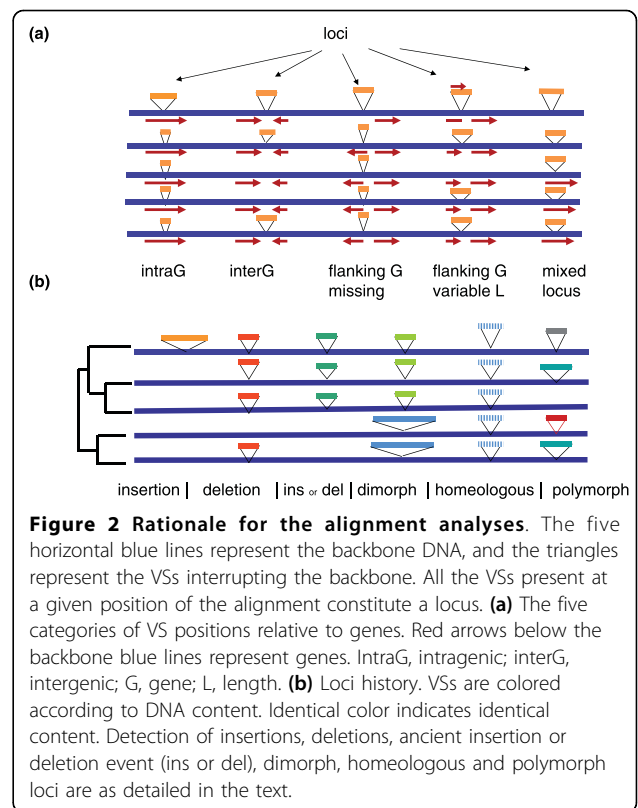 (a)
loci
intraG interG flanking G flanking G mixed
missing variable L locus
(b)
insertion | deletion | ins or del | dimorph | homeologous | polymorph
Figure 2 Rationale for the alignment analyses. The five
horizontal blue lines represent the backbone DNA, and the triangles
represent the VSs interrupting the backbone. All the VSs present at
a given position of the alignment constitute a locus. (a) The five
categories of VS positions relative to genes. Red arrows below the
backbone blue lines represent genes. IntraG, intragenic; interG,
intergenic; G, gene; L, length. (b) Loci history. VSs are colored
according to DNA content. Identical color indicates identical
content. Detection of insertions, deletions, ancient insertion or
deletion event (ins or del), dimorph, homeologous and polymorph
loci are as detailed in the text.